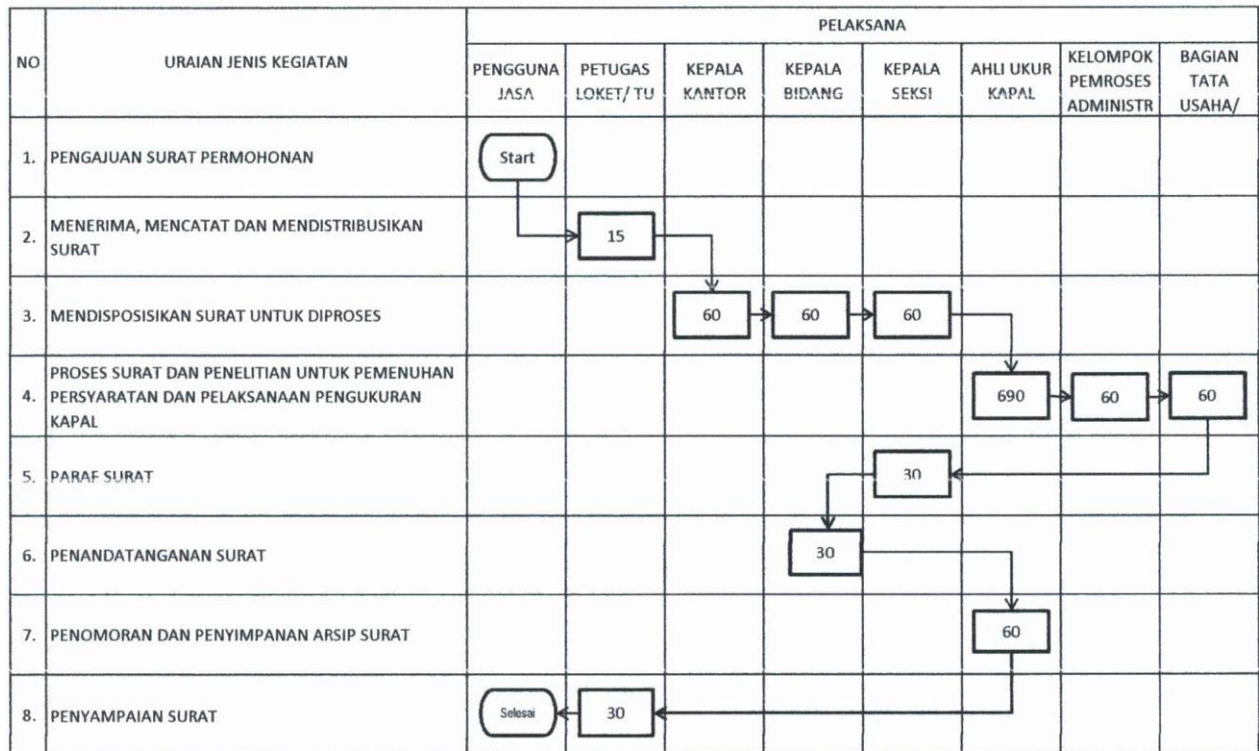 PELAKSANA
NO
URAIAN JENIS KEGIATAN
PENGGUNA
JASA
PETUGAS
LOKET/ TU
KEPALA
KANTOR
KEPALA
BIDANG
KEPALA
SEKSI
AHLI UKUR
KAPAL
KELOMPOK
PEMROSES
ADMINISTR
BAGIAN
TATA
USAHA/
1. PENGAJUAN SURAT PERMOHONAN
Start
2. MENERIMA, MENCATAT DAN MENDISTRIBUSIKAN
SURAT
15
3. MENDISPOSISIKAN SURAT UNTUK DIPROSES
60 60 60
4. PROSES SURAT DAN PENELITIAN UNTUK PEMENUHAN
PERSYARATAN DAN PELAKSANAAN PENGUKURAN
KAPAL
690 60 60
5. PARAF SURAT
30
6. PENANDATANGANAN SURAT
30
7. PENOMORAN DAN PENYIMPANAN ARSIP SURAT
60
8. PENYAMPAIAN SURAT
Selesai 30